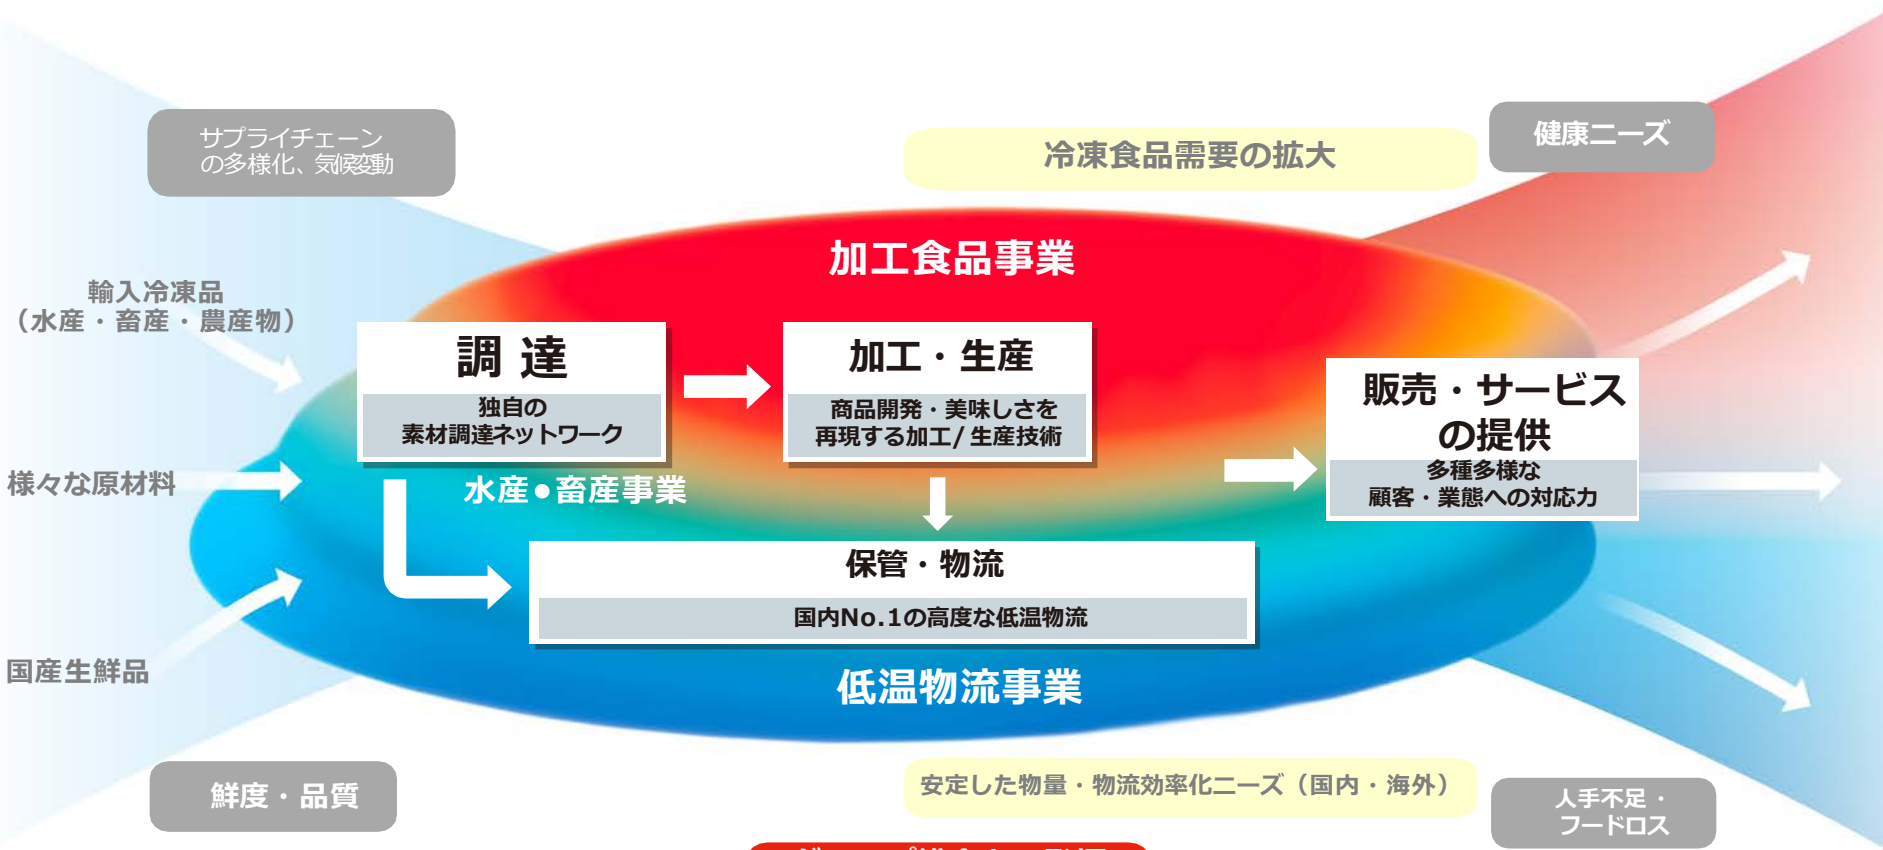 サプライチェーン
の多様化、気候変動
冷凍食品需要の拡大
健康ニーズ
加工食品事業
輸入冷凍品
（水産・畜産・農産物）
調 達
独自の
素材調達ネットワーク
加工・生産
商品開発・美味しさを
再現する加工/生産技術
販売・サービス
の提供
多種多様な
顧客・業態への対応力
様々な原材料
水産●畜産事業
保管・物流
国内No.1の高度な低温物流
国産生鮮品
低温物流事業
鮮度・品質
安定した物量・物流効率化ニーズ（国内・海外）
人手不足・
フードロス